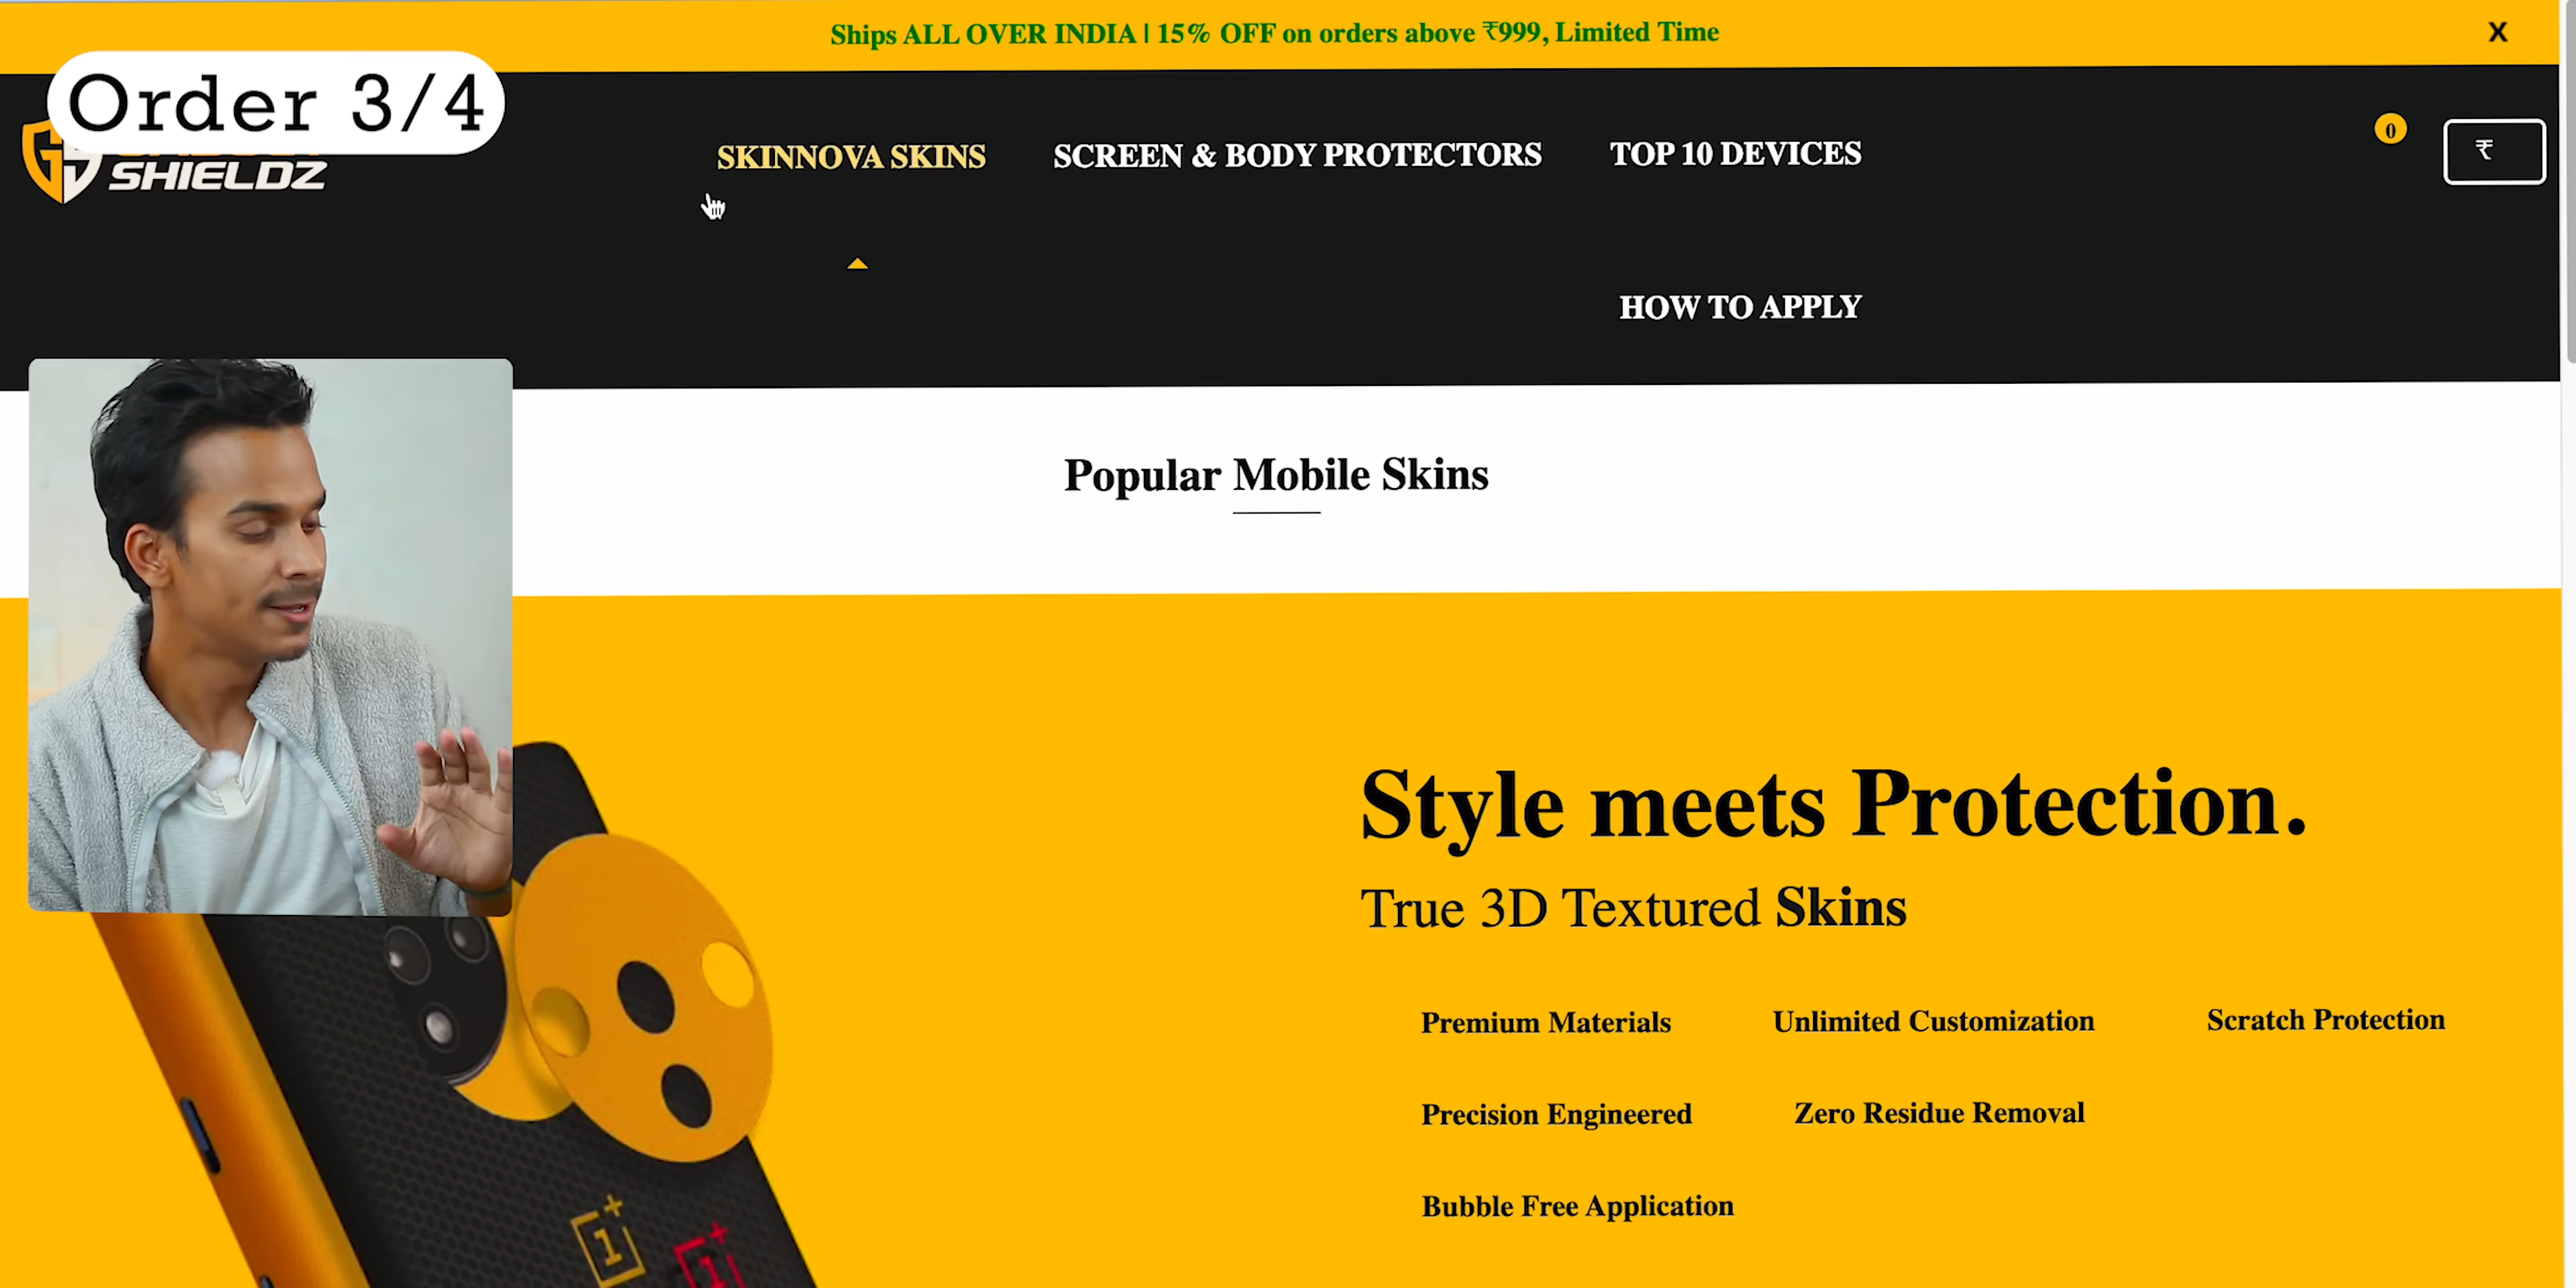 Ships ALL OVER INDIA | 15% OFF on orders above ₹999, Limited Time
X
Order 3/4
SHIELDZ
SKINNOVA SKINS
SCREEN & BODY PROTECTORS
TOP 10 DEVICES
0
₹
HOW TO APPLY
Popular Mobile Skins
Style meets Protection.
True 3D Textured Skins
Premium Materials
Unlimited Customization
Scratch Protection
Precision Engineered
Zero Residue Removal
Bubble Free Application
1+
1+